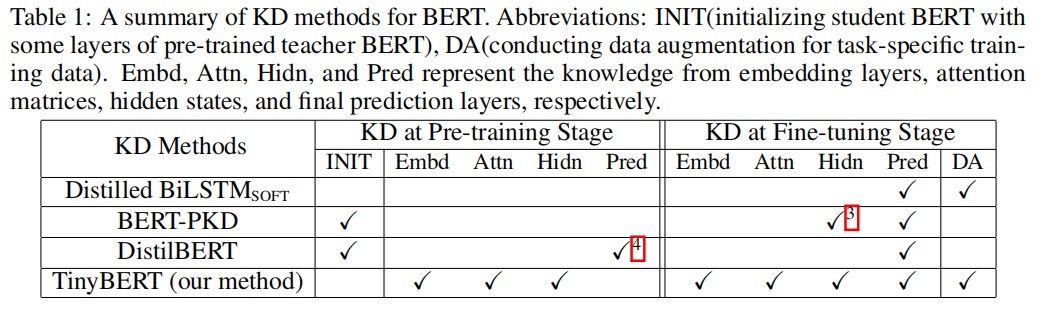 Table 1: A summary of KD methods for BERT. Abbreviations: INIT(initializing student BERT with
some layers of pre-trained teacher BERT), DA(conducting data augmentation for task-specific train-
ing data). Embd, Attn, Hidn, and Pred represent the knowledge from embedding layers, attention
matrices, hidden states, and final prediction layers, respectively.
KD Methods KD at Pre-training Stage KD at Fine-tuning Stage
INIT Embd Attn Hidn Pred Embd Attn Hidn Pred DA
Distilled BiLSTMSOFT ✓ ✓
BERT-PKD ✓ ✓3 ✓
DistilBERT ✓ ✓4 ✓
TinyBERT (our method) ✓ ✓ ✓ ✓ ✓ ✓ ✓ ✓